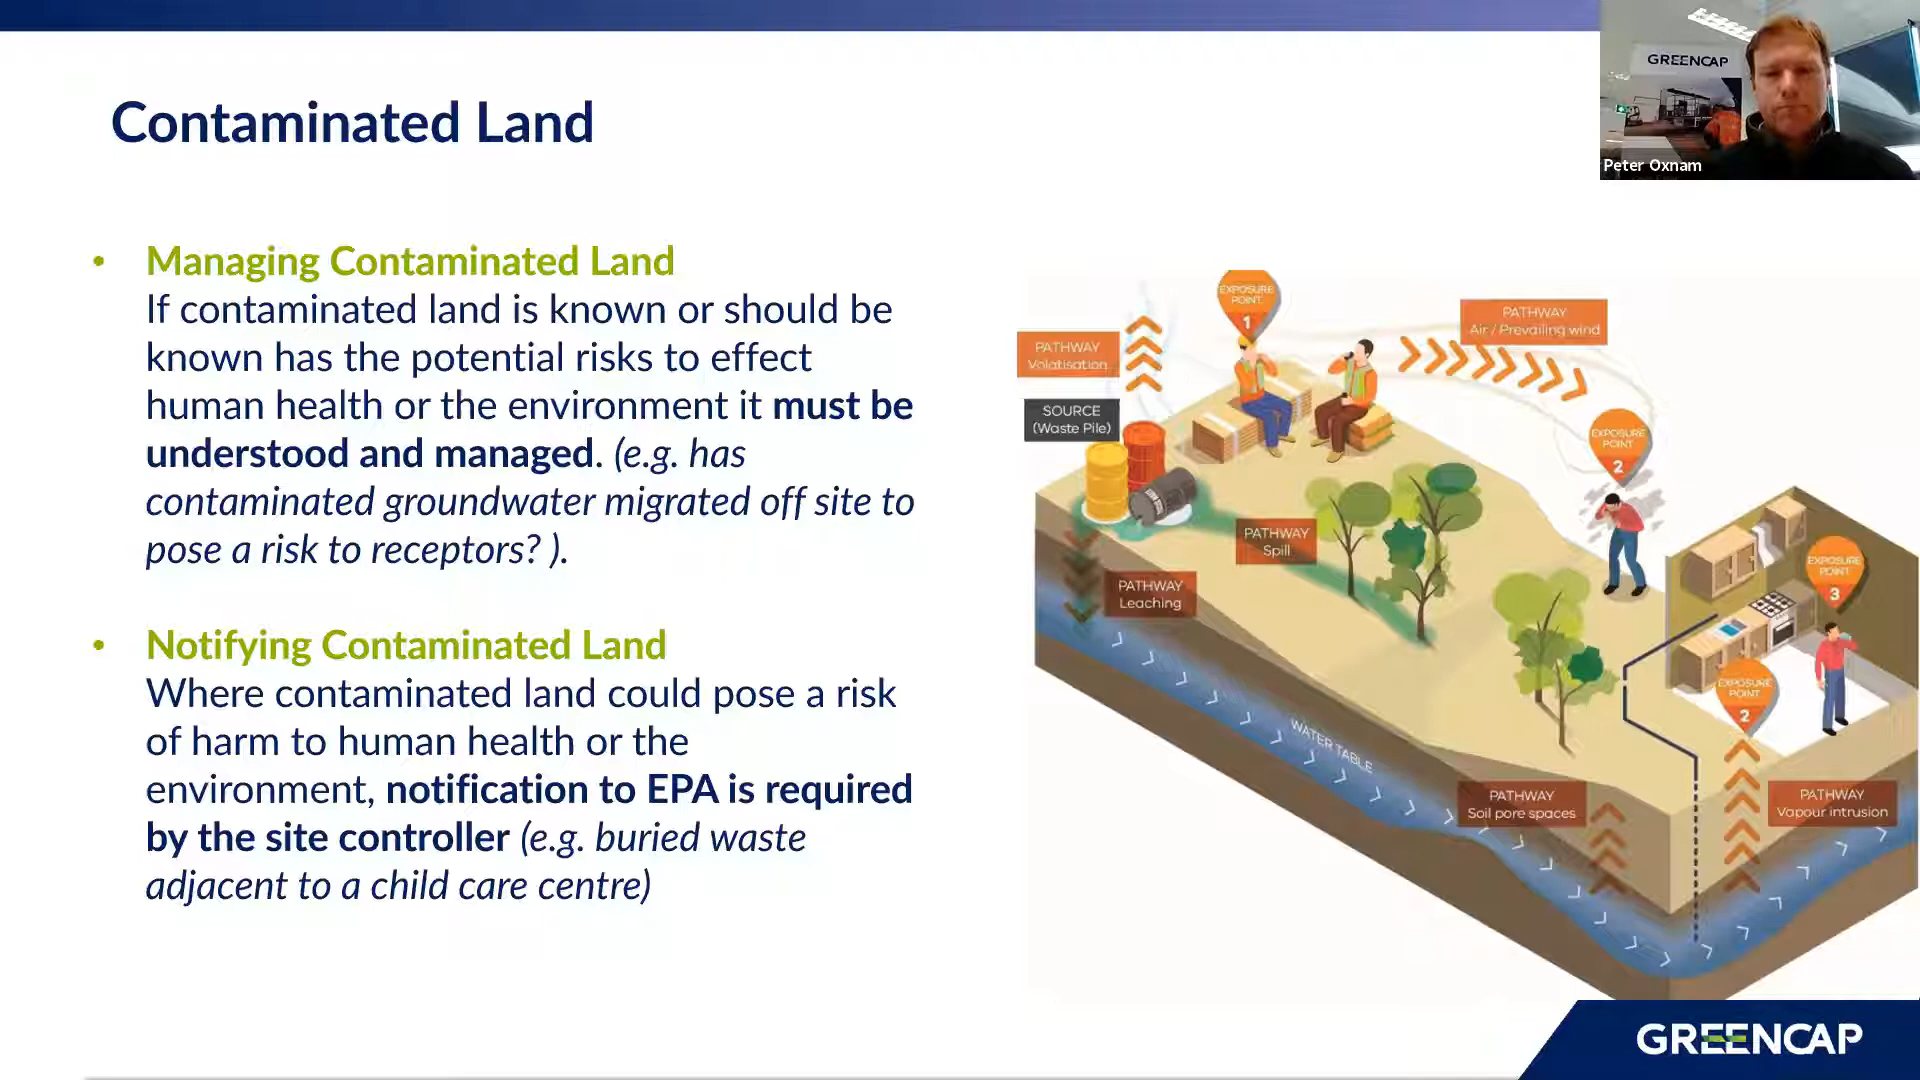 GREENCAP
Peter Oxnam
Contaminated Land
• Managing Contaminated Land
If contaminated land is known or should be
known has the potential risks to effect
human health or the environment it must be
understood and managed. (e.g. has
contaminated groundwater migrated off site to
pose a risk to receptors? ).
• Notifying Contaminated Land
Where contaminated land could pose a risk
of harm to human health or the
environment, notification to EPA is required
by the site controller (e.g. buried waste
adjacent to a child care centre)
EXPOSURE
POINT
1
PATHWAY
Air / Prevailing wind
PATHWAY
Volatisation
SOURCE
(Waste Pile)
EXPOSURE
POINT
2
PATHWAY
Spill
PATHWAY
Leaching
EXPOSURE
POINT
3
EXPOSURE
POINT
2
WATER TABLE
PATHWAY
Soil pore spaces
PATHWAY
Vapour intrusion
GREENCAP